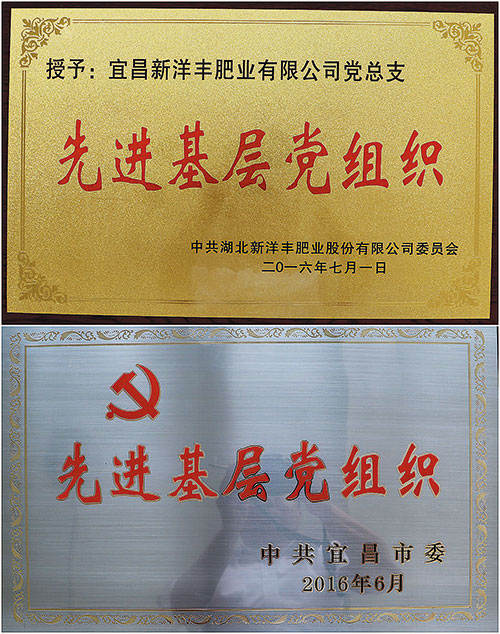 授予：宜昌新洋丰肥业有限公司党总支
先进基层党组织
中共湖北新洋丰肥业股份有限公司委员会
二〇一六年七月一日
先进基层党组织
中共宜昌市委
2016年6月